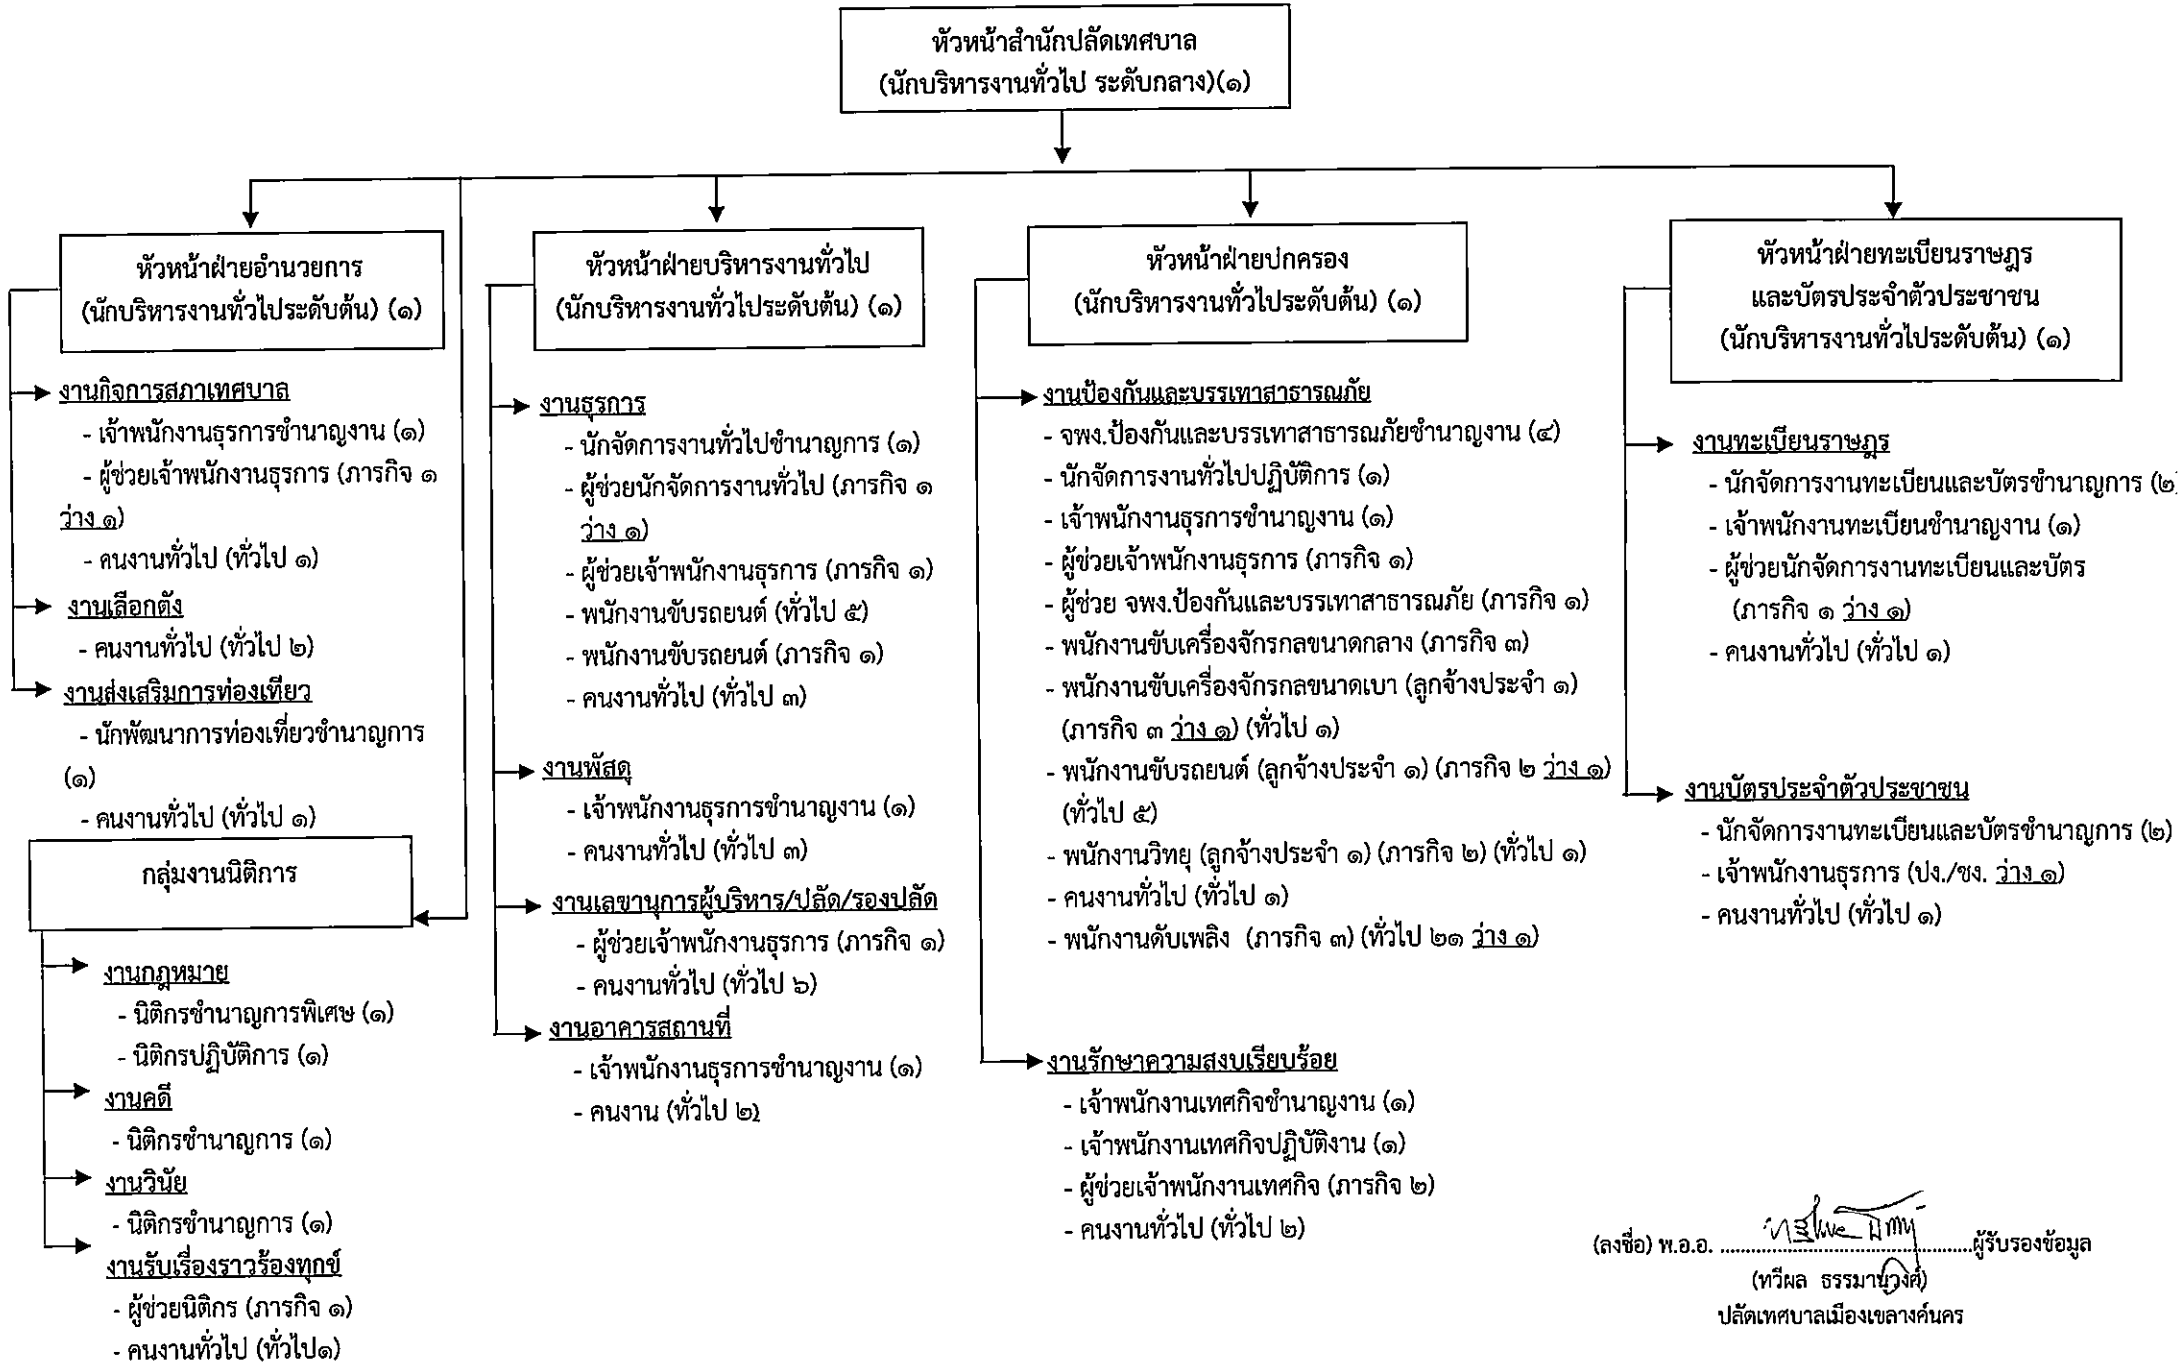 หัวหน้าสำนักปลัดเทศบาล
(นักบริหารงานทั่วไป ระดับกลาง)(๑)
หัวหน้าฝ่ายอำนวยการ
(นักบริหารงานทั่วไประดับต้น) (๑)
งานกิจการสภาเทศบาล
- เจ้าพนักงานธุรการชำนาญงาน (๑)
- ผู้ช่วยเจ้าพนักงานธุรการ (ภารกิจ ๑
ว่าง ๑)
- คนงานทั่วไป (ทั่วไป ๑)
งานเลือกตั้ง
- คนงานทั่วไป (ทั่วไป ๒)
งานส่งเสริมการท่องเที่ยว
- นักพัฒนาการท่องเที่ยวชำนาญการ
(๑)
- คนงานทั่วไป (ทั่วไป ๑)
กลุ่มงานนิติการ
งานกฎหมาย
- นิติกรชำนาญการพิเศษ (๑)
- นิติกรปฏิบัติการ (๑)
งานคดี
- นิติกรชำนาญการ (๑)
งานวินัย
- นิติกรชำนาญการ (๑)
งานรับเรื่องราวร้องทุกข์
- ผู้ช่วยนิติกร (ภารกิจ ๑)
- คนงานทั่วไป (ทั่วไป๑)
หัวหน้าฝ่ายบริหารงานทั่วไป
(นักบริหารงานทั่วไประดับต้น) (๑)
งานธุรการ
- นักจัดการงานทั่วไปชำนาญการ (๑)
- ผู้ช่วยนักจัดการงานทั่วไป (ภารกิจ ๑
ว่าง ๑)
- ผู้ช่วยเจ้าพนักงานธุรการ (ภารกิจ ๑)
- พนักงานขับรถยนต์ (ทั่วไป ๕)
- พนักงานขับรถยนต์ (ภารกิจ ๑)
- คนงานทั่วไป (ทั่วไป ๓)
งานพัสดุ
- เจ้าพนักงานธุรการชำนาญงาน (๑)
- คนงานทั่วไป (ทั่วไป ๓)
งานเลขานุการผู้บริหาร/ปลัด/รองปลัด
- ผู้ช่วยเจ้าพนักงานธุรการ (ภารกิจ ๑)
- คนงานทั่วไป (ทั่วไป ๖)
งานอาคารสถานที่
- เจ้าพนักงานธุรการชำนาญงาน (๑)
- คนงาน (ทั่วไป ๒)
หัวหน้าฝ่ายปกครอง
(นักบริหารงานทั่วไประดับต้น) (๑)
งานป้องกันและบรรเทาสาธารณภัย
- จพง.ป้องกันและบรรเทาสาธารณภัยชำนาญงาน (๔)
- นักจัดการงานทั่วไปปฏิบัติการ (๑)
- เจ้าพนักงานธุรการชำนาญงาน (๑)
- ผู้ช่วยเจ้าพนักงานธุรการ (ภารกิจ ๑)
- ผู้ช่วย จพง.ป้องกันและบรรเทาสาธารณภัย (ภารกิจ ๑)
- พนักงานขับเครื่องจักรกลขนาดกลาง (ภารกิจ ๓)
- พนักงานขับเครื่องจักรกลขนาดเบา (ลูกจ้างประจำ ๑)
(ภารกิจ ๓ ว่าง ๑) (ทั่วไป ๑)
- พนักงานขับรถยนต์ (ลูกจ้างประจำ ๑) (ภารกิจ ๒ ว่าง ๑)
(ทั่วไป ๕)
- พนักงานวิทยุ (ลูกจ้างประจำ ๑) (ภารกิจ ๒) (ทั่วไป ๑)
- คนงานทั่วไป (ทั่วไป ๑)
- พนักงานดับเพลิง (ภารกิจ ๓) (ทั่วไป ๒๑ ว่าง ๑)
งานรักษาความสงบเรียบร้อย
- เจ้าพนักงานเทศกิจชำนาญงาน (๑)
- เจ้าพนักงานเทศกิจปฏิบัติงาน (๑)
- ผู้ช่วยเจ้าพนักงานเทศกิจ (ภารกิจ ๒)
- คนงานทั่วไป (ทั่วไป ๒)
หัวหน้าฝ่ายทะเบียนราษฎร
และบัตรประจำตัวประชาชน
(นักบริหารงานทั่วไประดับต้น) (๑)
งานทะเบียนราษฎร
- นักจัดการงานทะเบียนและบัตรชำนาญการ (๒)
- เจ้าพนักงานทะเบียนชำนาญงาน (๑)
- ผู้ช่วยนักจัดการงานทะเบียนและบัตร
(ภารกิจ ๑ ว่าง ๑)
- คนงานทั่วไป (ทั่วไป ๑)
งานบัตรประจำตัวประชาชน
- นักจัดการงานทะเบียนและบัตรชำนาญการ (๒)
- เจ้าพนักงานธุรการ (ปง./ชง. ว่าง ๑)
- คนงานทั่วไป (ทั่วไป ๑)
(ลงชื่อ) พ.อ.อ. ........................................ผู้รับรองข้อมูล
(ทวีผล ธรรมานุวงศ์)
ปลัดเทศบาลเมืองเขลางค์นคร